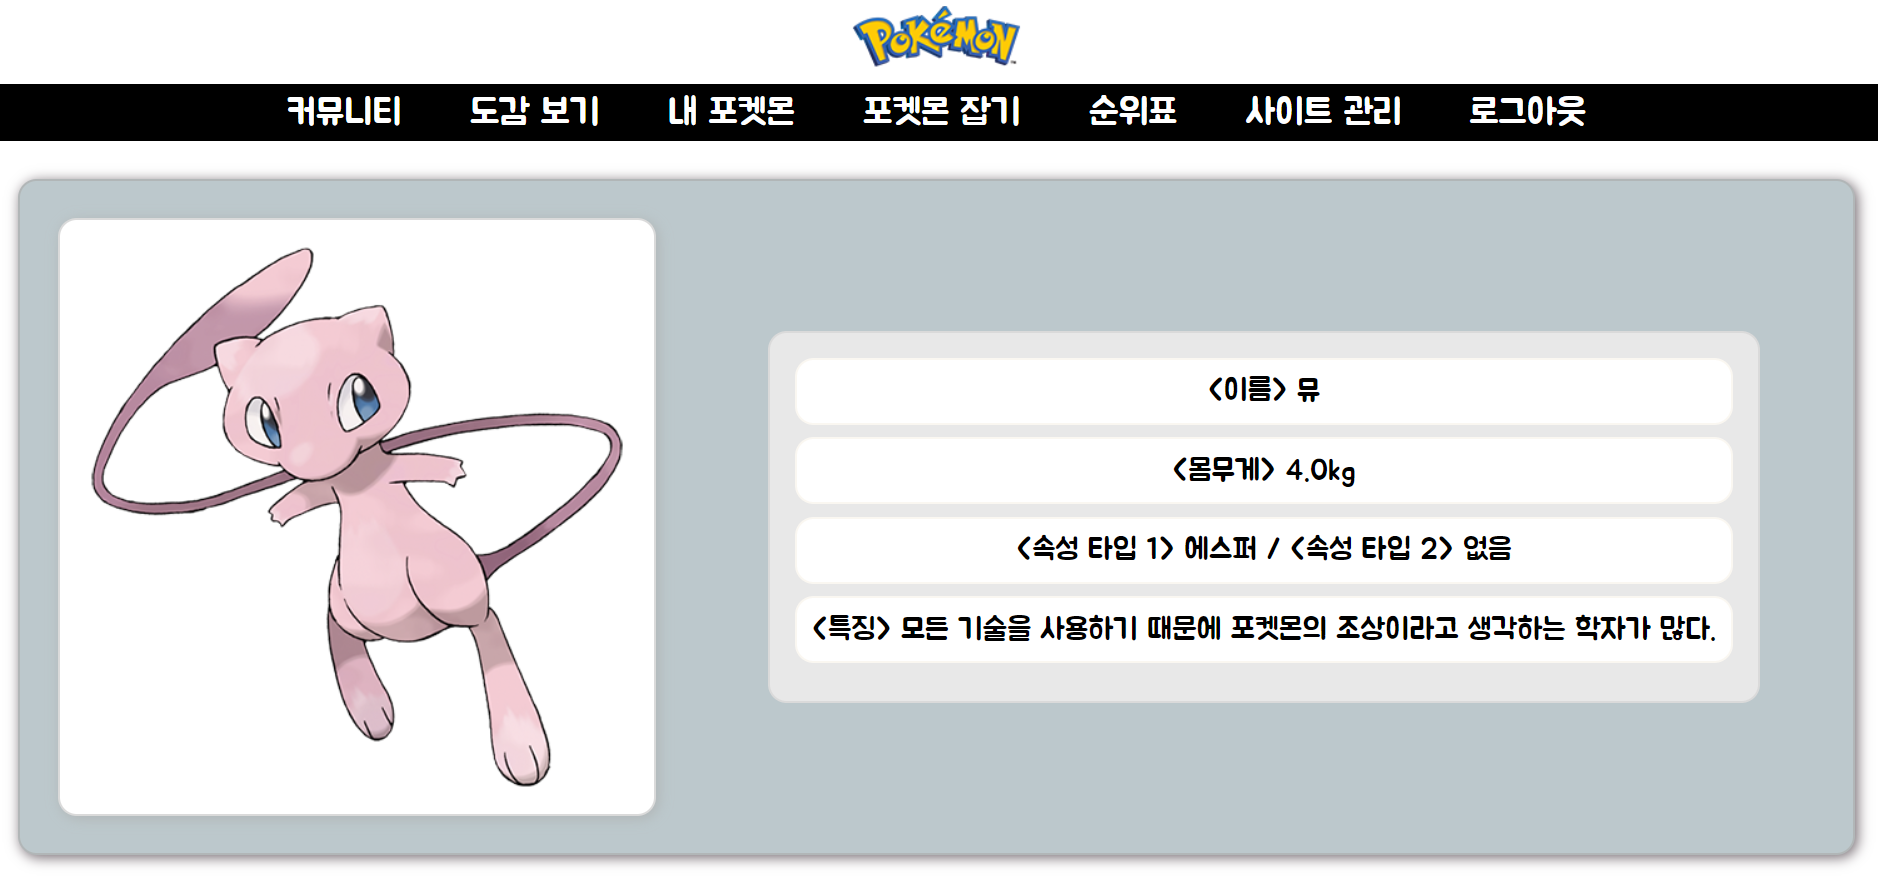 POKéMON
커뮤니티 도감 보기 내 포켓몬 포켓몬 잡기 순위표 사이트 관리 로그아웃
<이름> 뮤
<몸무게> 4.0kg
<속성 타입 1> 에스퍼 / <속성 타입 2> 없음
<특징> 모든 기술을 사용하기 때문에 포켓몬의 조상이라고 생각하는 학자가 많다.